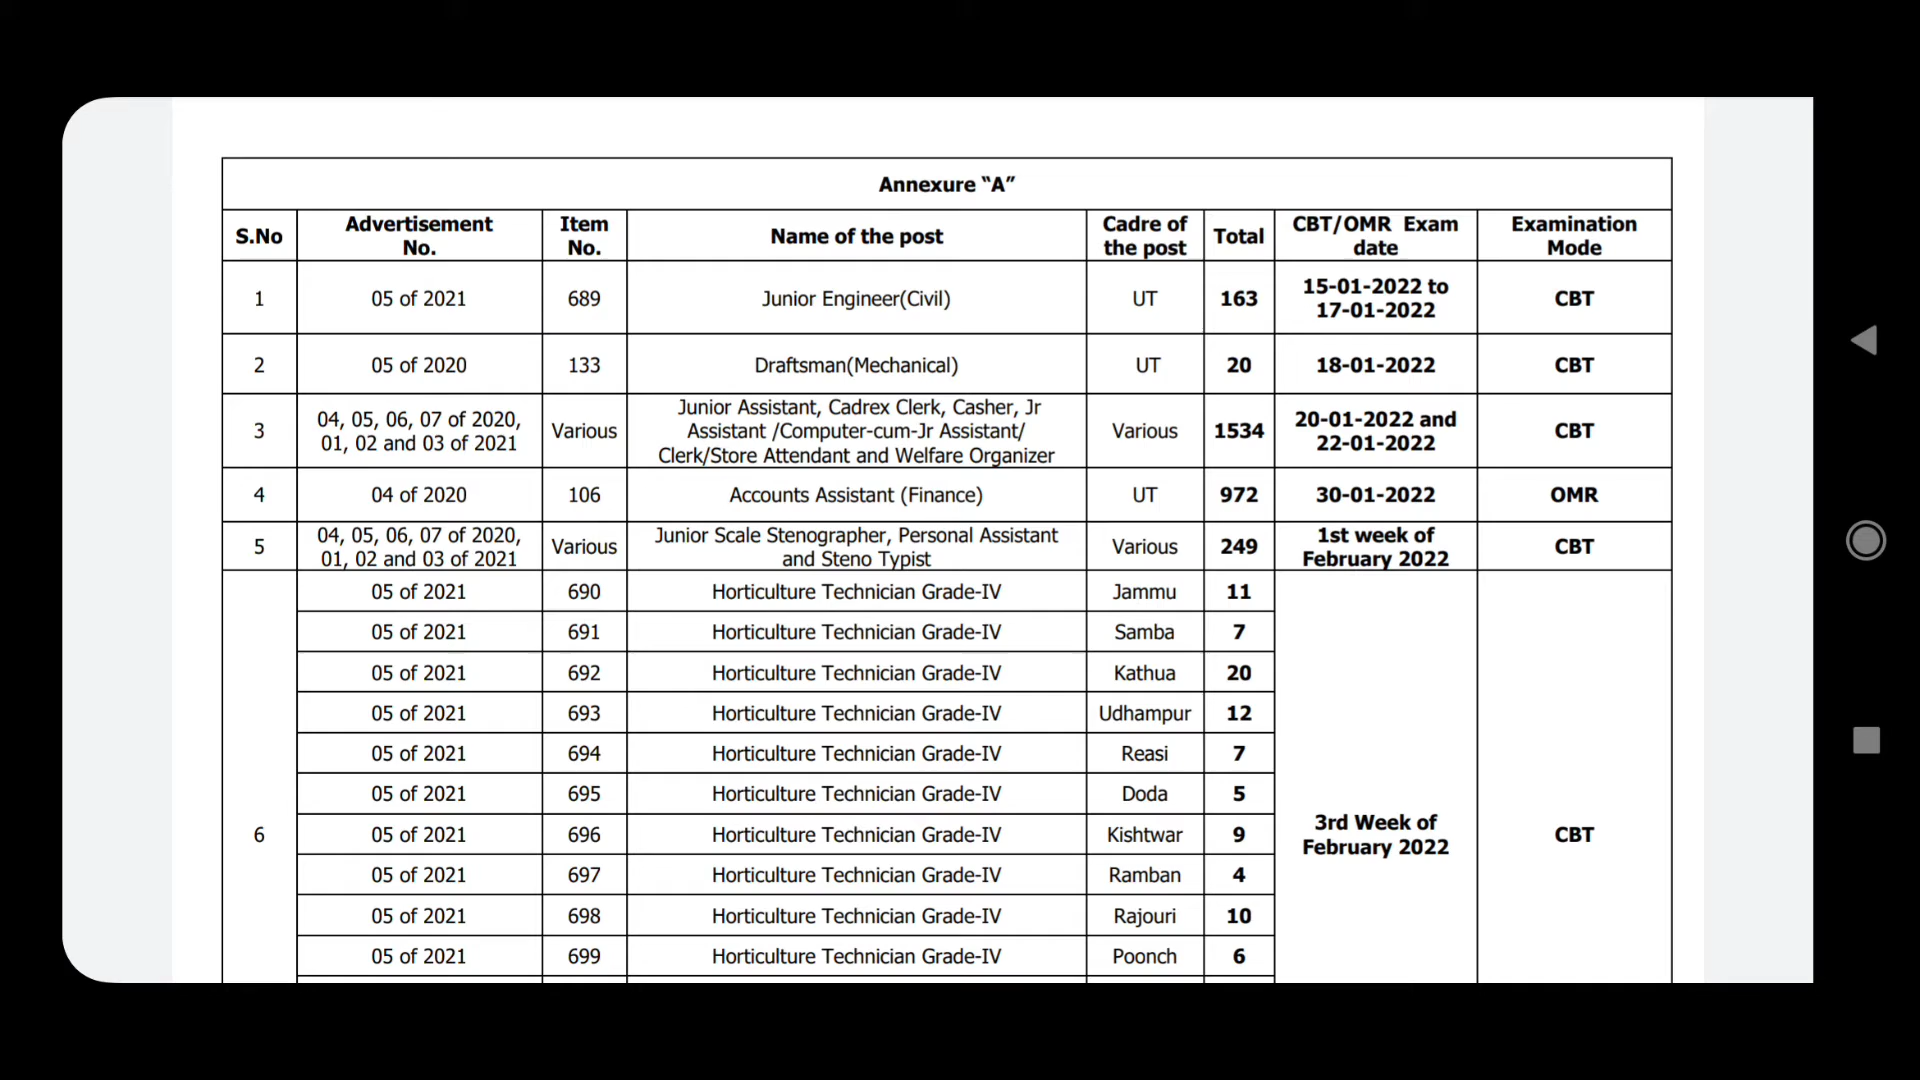 Annexure “A”
S.No
Advertisement
No.
Item
No.
Name of the post
Cadre of
the post
Total
CBT/OMR Exam
date
Examination
Mode
1
05 of 2021
689
Junior Engineer(Civil)
UT
163
15-01-2022 to
17-01-2022
CBT
2
05 of 2020
133
Draftsman(Mechanical)
UT
20
18-01-2022
CBT
3
04, 05, 06, 07 of 2020,
01, 02 and 03 of 2021
Various
Junior Assistant, Cadrex Clerk, Casher, Jr
Assistant /Computer-cum-Jr Assistant/
Clerk/Store Attendant and Welfare Organizer
Various
1534
20-01-2022 and
22-01-2022
CBT
4
04 of 2020
106
Accounts Assistant (Finance)
UT
972
30-01-2022
OMR
5
04, 05, 06, 07 of 2020,
01, 02 and 03 of 2021
Various
Junior Scale Stenographer, Personal Assistant
and Steno Typist
Various
249
1st week of
February 2022
CBT
6
05 of 2021
690
Horticulture Technician Grade-IV
Jammu
11
05 of 2021
691
Horticulture Technician Grade-IV
Samba
7
05 of 2021
692
Horticulture Technician Grade-IV
Kathua
20
05 of 2021
693
Horticulture Technician Grade-IV
Udhampur
12
05 of 2021
694
Horticulture Technician Grade-IV
Reasi
7
05 of 2021
695
Horticulture Technician Grade-IV
Doda
5
05 of 2021
696
Horticulture Technician Grade-IV
Kishtwar
9
05 of 2021
697
Horticulture Technician Grade-IV
Ramban
4
05 of 2021
698
Horticulture Technician Grade-IV
Rajouri
10
05 of 2021
699
Horticulture Technician Grade-IV
Poonch
6
3rd Week of
February 2022
CBT